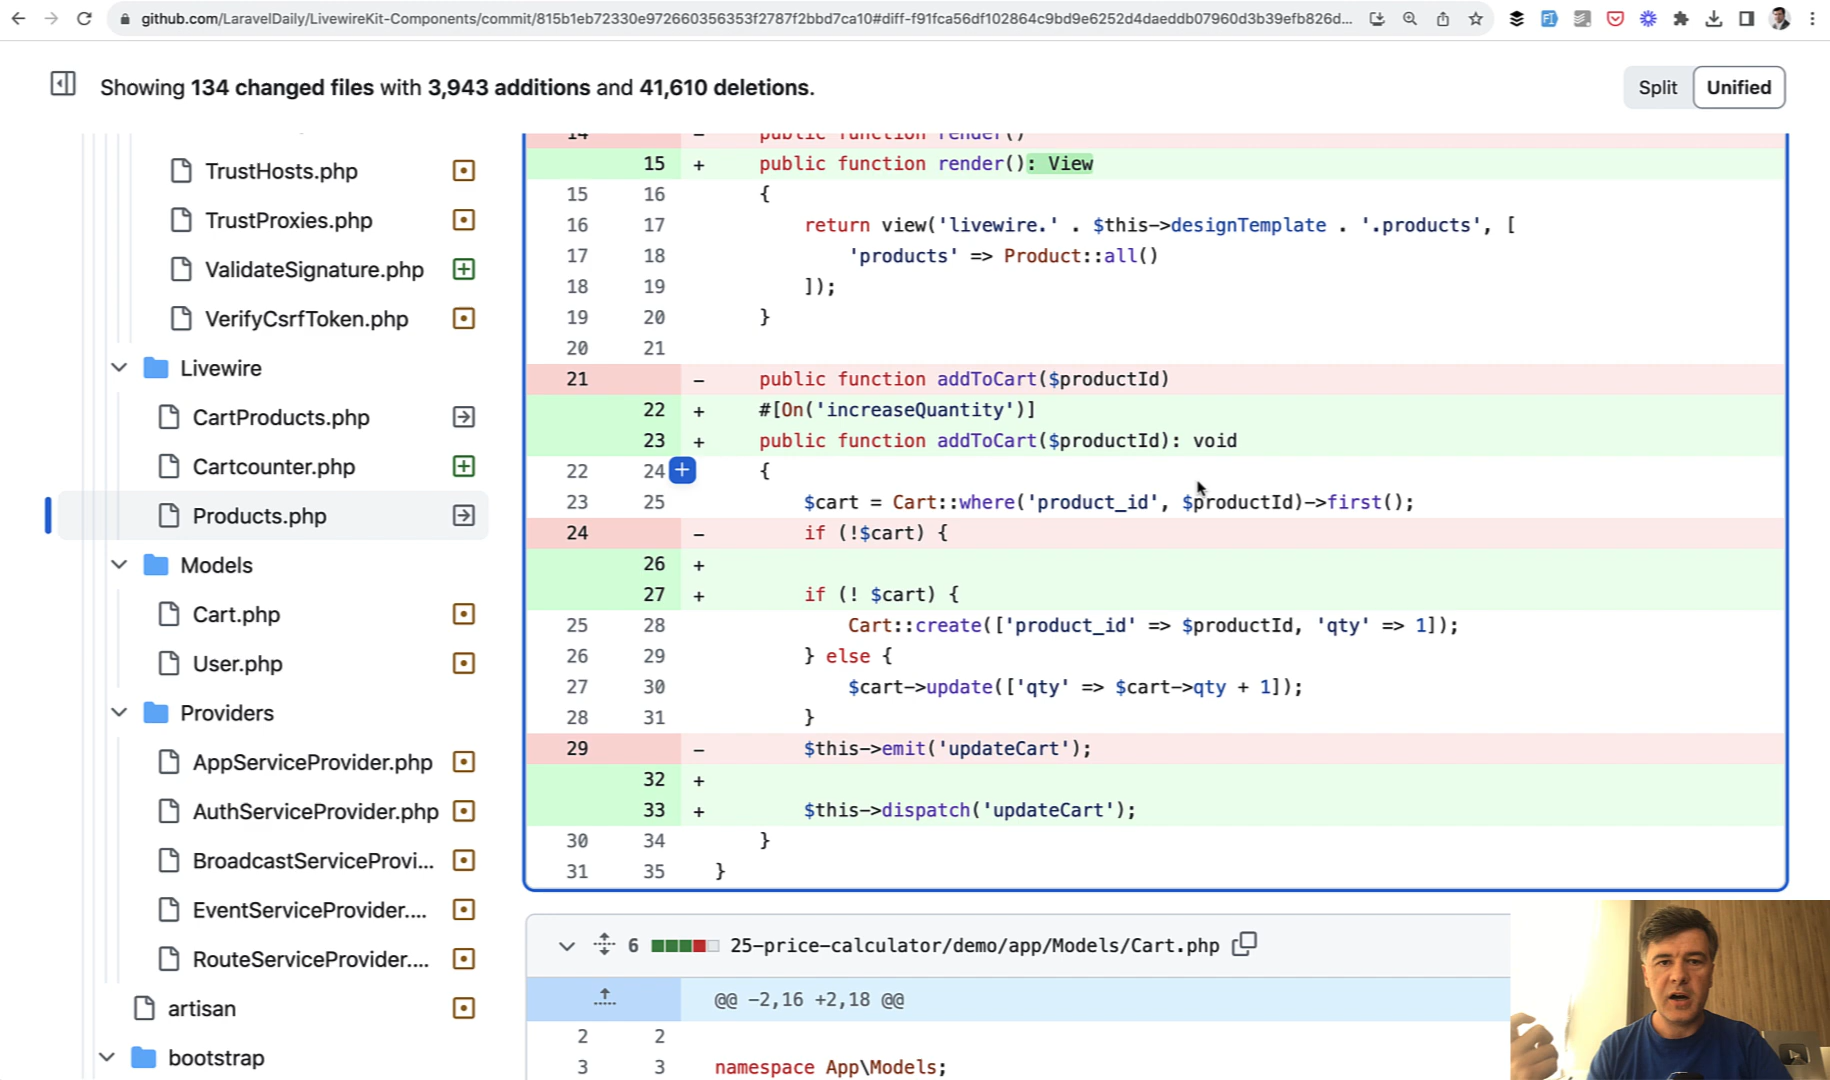 github.com/LaravelDaily/LivewireKit-Components/commit/815b1eb72330e972660356353f2787f2bbd7ca10#diff-f91fca56df102864c9bd9e6252d4daeddb07960d3b39efb826d...
Showing 134 changed files with 3,943 additions and 41,610 deletions.
Split Unified
TrustHosts.php
TrustProxies.php
ValidateSignature.php
VerifyCsrfToken.php
Livewire
CartProducts.php
Cartcounter.php
Products.php
Models
Cart.php
User.php
Providers
AppServiceProvider.php
AuthServiceProvider.php
BroadcastServiceProvi...
EventServiceProvider....
RouteServiceProvider....
artisan
bootstrap
14 - public function render()
15 + public function render(): View
15 16 {
16 17 return view('livewire.' . $this->designTemplate . '.products', [
17 18 'products' => Product::all()
18 19 ]);
19 20 }
20 21
21 - public function addToCart($productId)
22 + #[On('increaseQuantity')]
23 + public function addToCart($productId): void
22 24 + {
23 25 $cart = Cart::where('product_id', $productId)->first();
24 - if (!$cart) {
26 +
27 + if (! $cart) {
25 28 Cart::create(['product_id' => $productId, 'qty' => 1]);
26 29 } else {
27 30 $cart->update(['qty' => $cart->qty + 1]);
28 31 }
29 - $this->emit('updateCart');
32 +
33 + $this->dispatch('updateCart');
30 34 }
31 35 }
6 25-price-calculator/demo/app/Models/Cart.php
@@ -2,16 +2,18 @@
2 2
3 3 namespace App\Models;